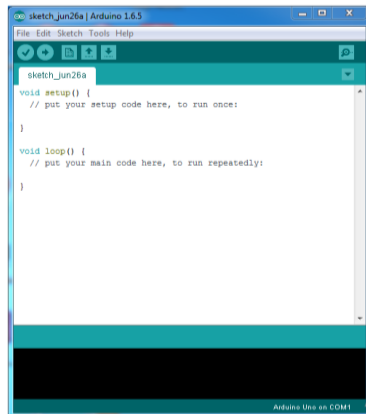 sketch_jun26a | Arduino 1.6.5
File Edit Sketch Tools Help
sketch_jun26a
void setup() {
  // put your setup code here, to run once:
}
void loop() {
  // put your main code here, to run repeatedly:
}
Arduino Uno on COM1